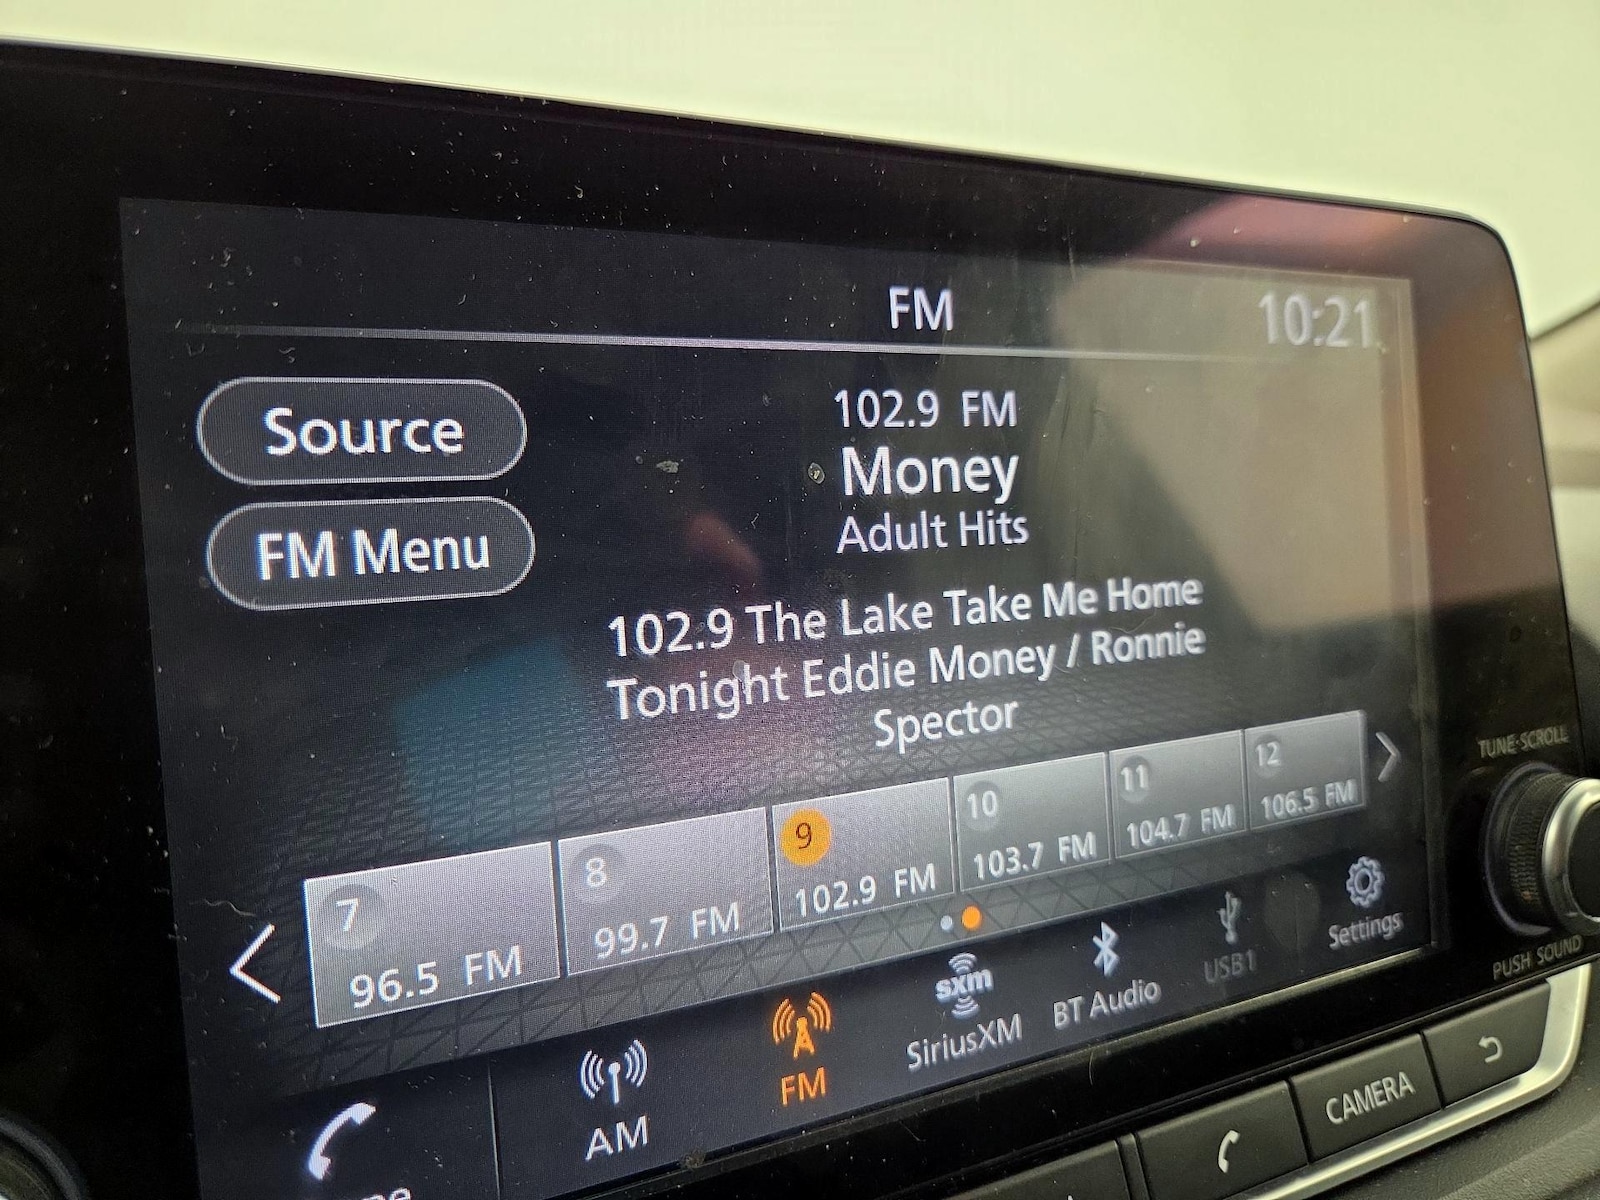 FM
10:21
Source
FM Menu
102.9 FM
Money
Adult Hits
102.9 The Lake Take Me Home
Tonight Eddie Money / Ronnie
Spector
7
96.5 FM
8
99.7 FM
9
102.9 FM
10
103.7 FM
11
104.7 FM
12
106.5 FM
AM
FM
sxm
SiriusXM
BT Audio
USB1
Settings
TUNE·SCROLL
PUSH SOUND
CAMERA